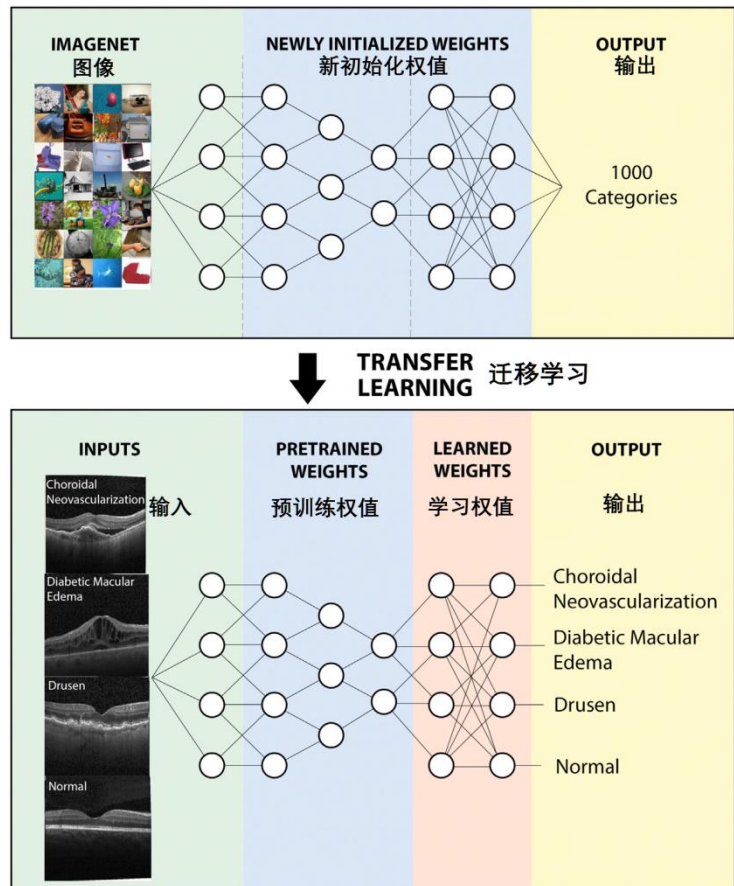 IMAGENET
图像
NEWLY INITIALIZED WEIGHTS
新初始化权值
OUTPUT
输出
1000
Categories
TRANSFER
LEARNING
迁移学习
INPUTS
输入
PRETRAINED
WEIGHTS
预训练权值
LEARNED
WEIGHTS
学习权值
OUTPUT
输出
Choroidal
Neovascularization
Diabetic Macular
Edema
Drusen
Normal
Choroidal
Neovascularization
Diabetic Macular
Edema
Drusen
Normal